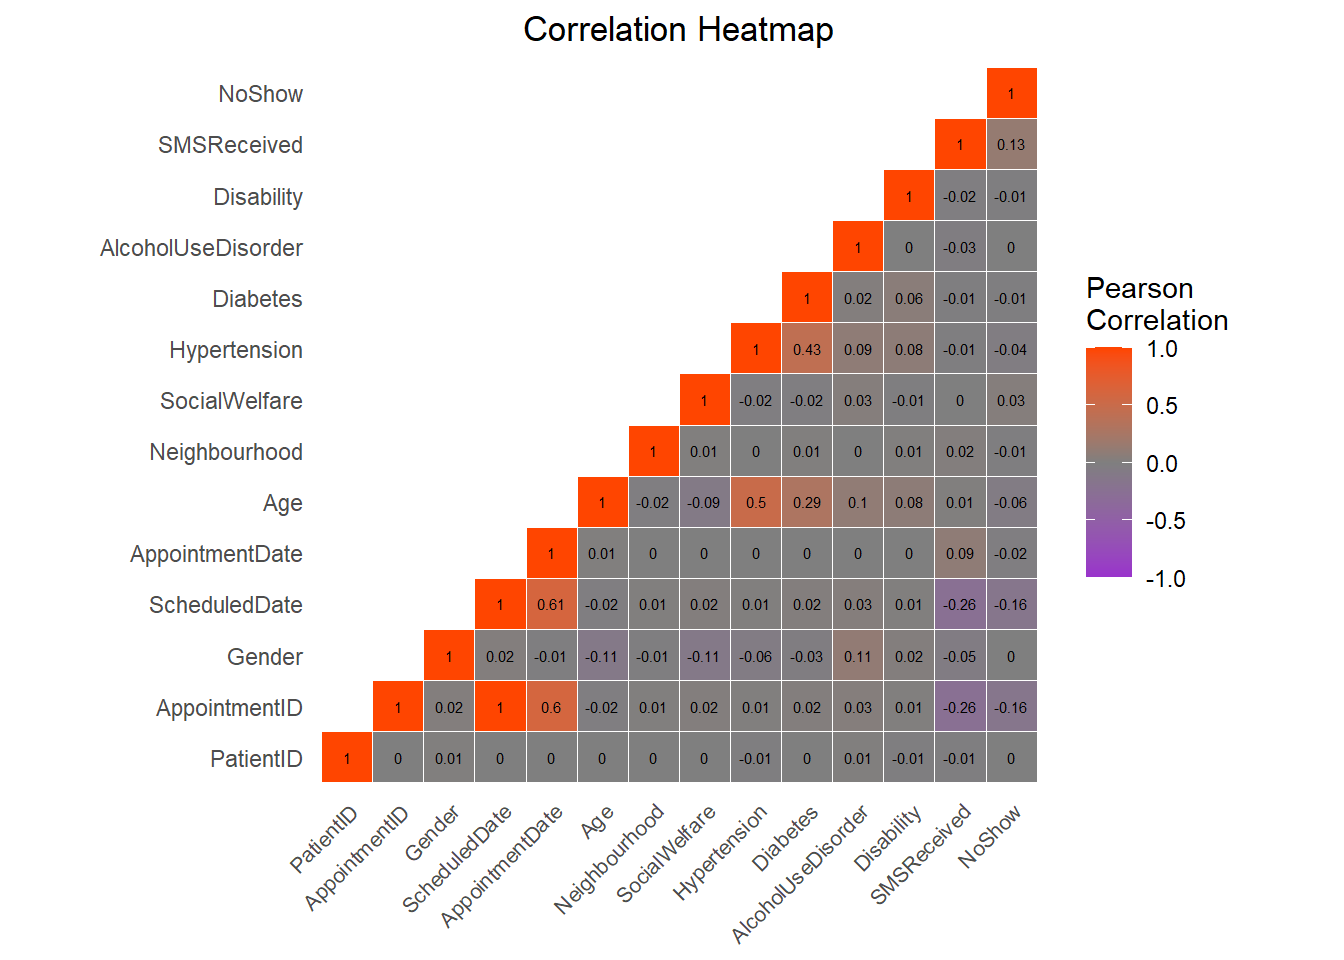 Correlation Heatmap
NoShow 1
SMSReceived 1 0.13
Disability 1 -0.02 -0.01
AlcoholUseDisorder 1 0 -0.03 0
Diabetes 1 0.02 0.06 -0.01 -0.01
Hypertension 1 0.43 0.09 0.08 -0.01 -0.04
SocialWelfare 1 -0.02 -0.02 0.03 -0.01 0 0.03
Neighbourhood 1 0.01 0 0.01 0 0.01 0.02 -0.01
Age 1 -0.02 -0.09 0.5 0.29 0.1 0.08 0.01 -0.06
AppointmentDate 1 0.01 0 0 0 0 0 0 0.09 -0.02
ScheduledDate 1 0.61 -0.02 0.01 0.02 0.01 0.02 0.03 0.01 -0.26 -0.16
Gender 1 0.02 -0.01 -0.11 -0.01 -0.11 -0.06 -0.03 0.11 0.02 -0.05 0
AppointmentID 1 0.02 1 0.6 -0.02 0.01 0.02 0.01 0.02 0.03 0.01 -0.26 -0.16
PatientID 1 0 0.01 0 0 0 0 0 -0.01 0 0.01 -0.01 -0.01 0
PatientID
AppointmentID
Gender
ScheduledDate
AppointmentDate
Age
Neighbourhood
SocialWelfare
Hypertension
Diabetes
AlcoholUseDisorder
Disability
SMSReceived
NoShow
Pearson
Correlation
1.0
0.5
0.0
-0.5
-1.0